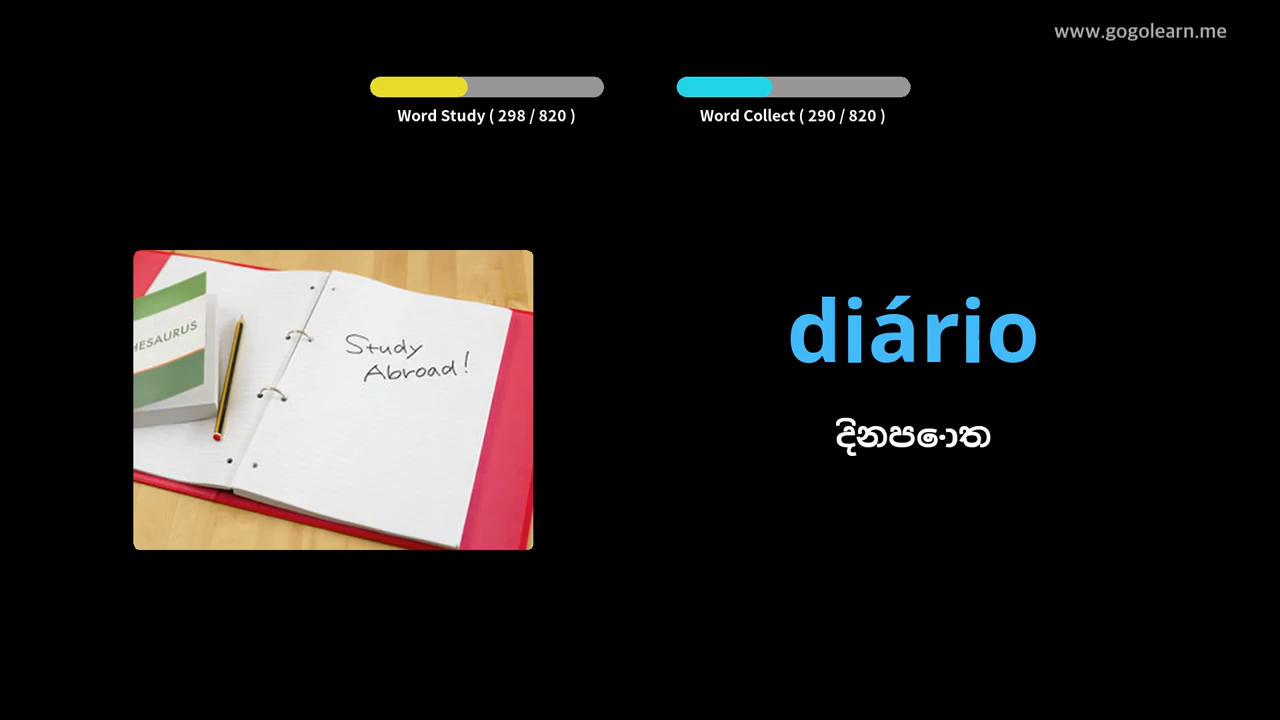 www.gogolearn.me
Word Study ( 298 / 820 )
Word Collect ( 290 / 820 )
HESAURUS
Study
Abroad!
diário
දිනපොත